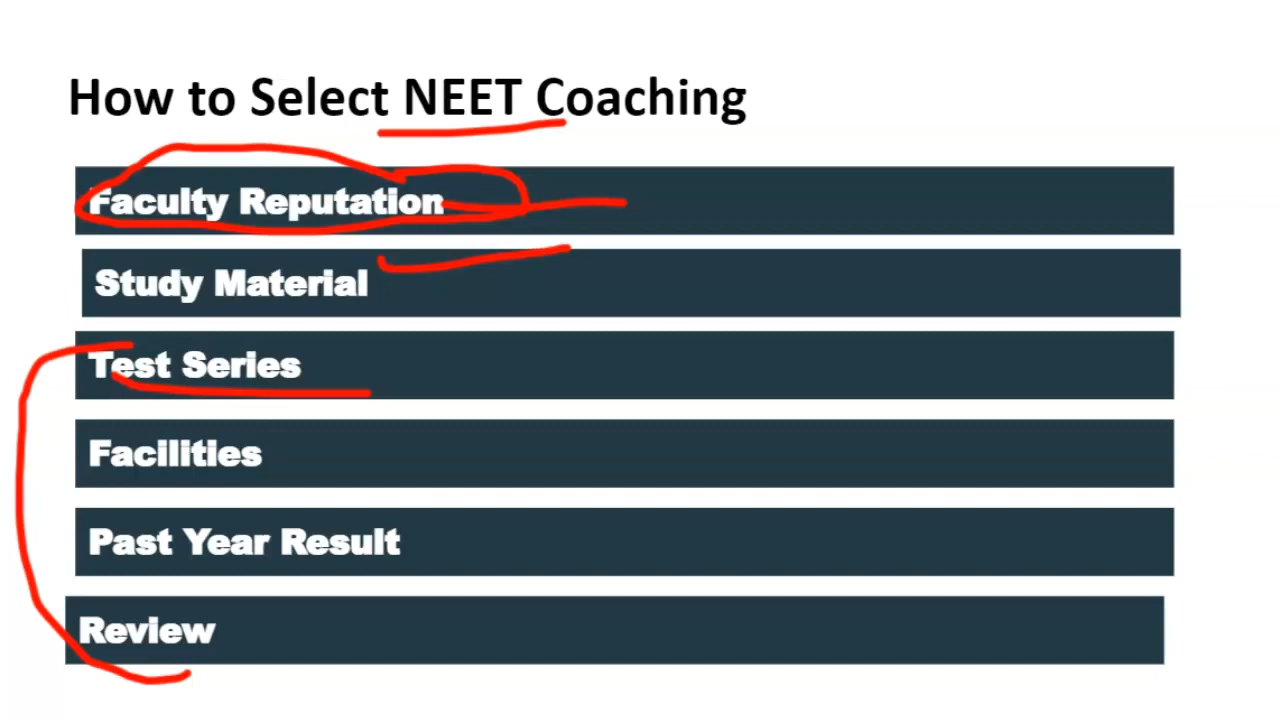 How to Select NEET Coaching
Faculty Reputation
Study Material
Test Series
Facilities
Past Year Result
Review